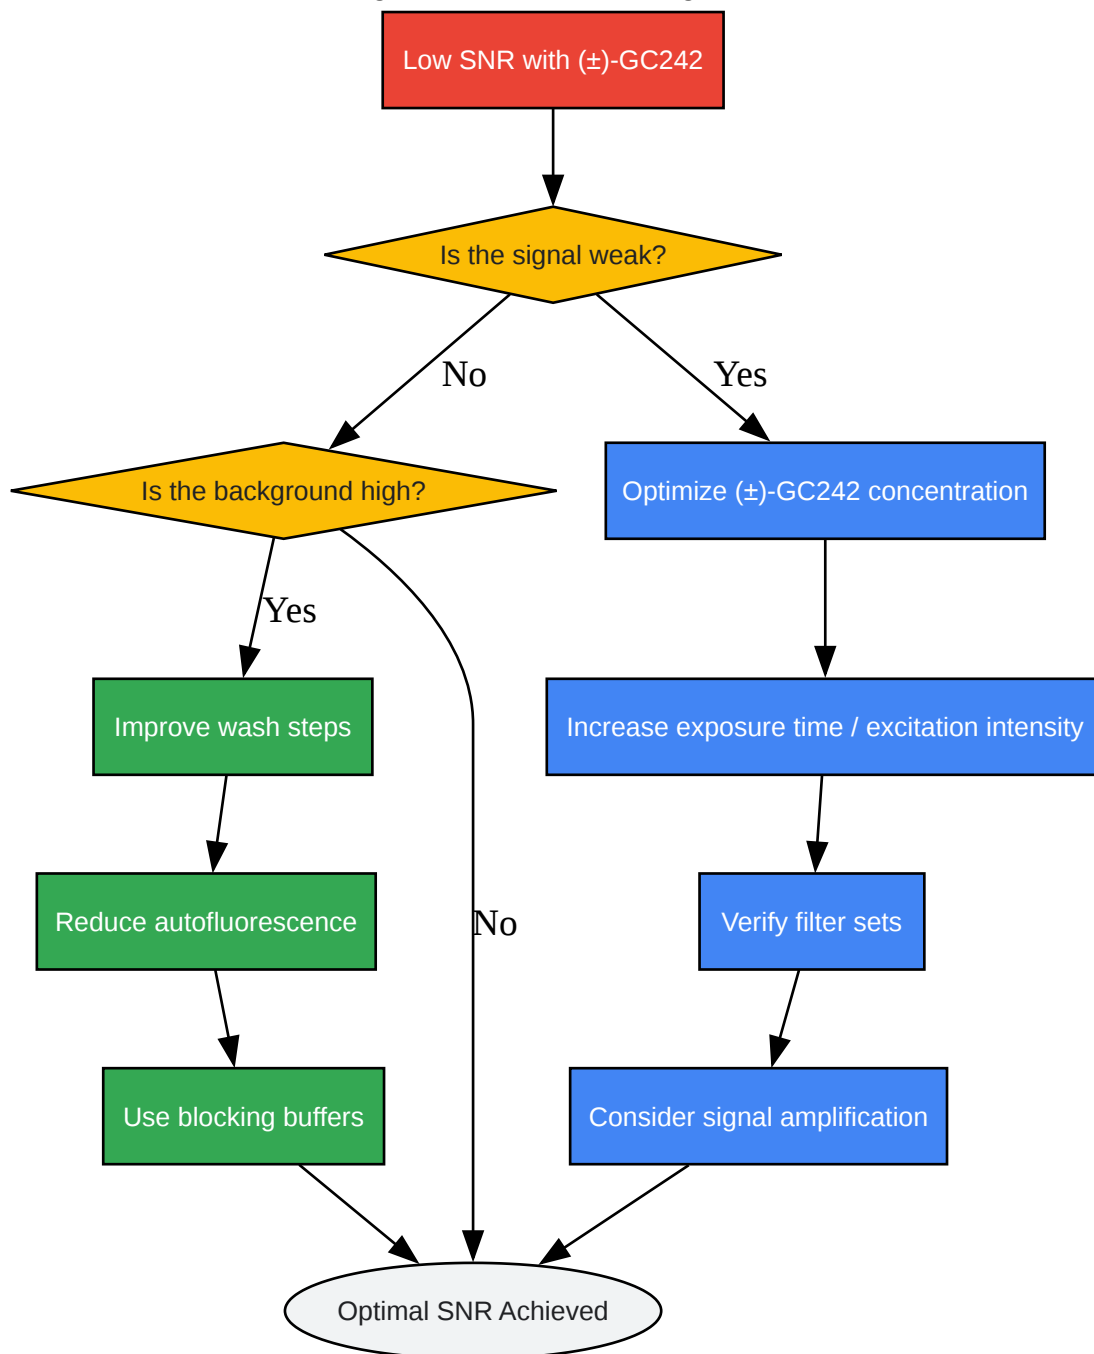 Low SNR with (±)-GC242
Is the signal weak?
No
Yes
Is the background high?
Optimize (±)-GC242 concentration
Yes
Improve wash steps
Increase exposure time / excitation intensity
Reduce autofluorescence
No
Verify filter sets
Use blocking buffers
Consider signal amplification
Optimal SNR Achieved